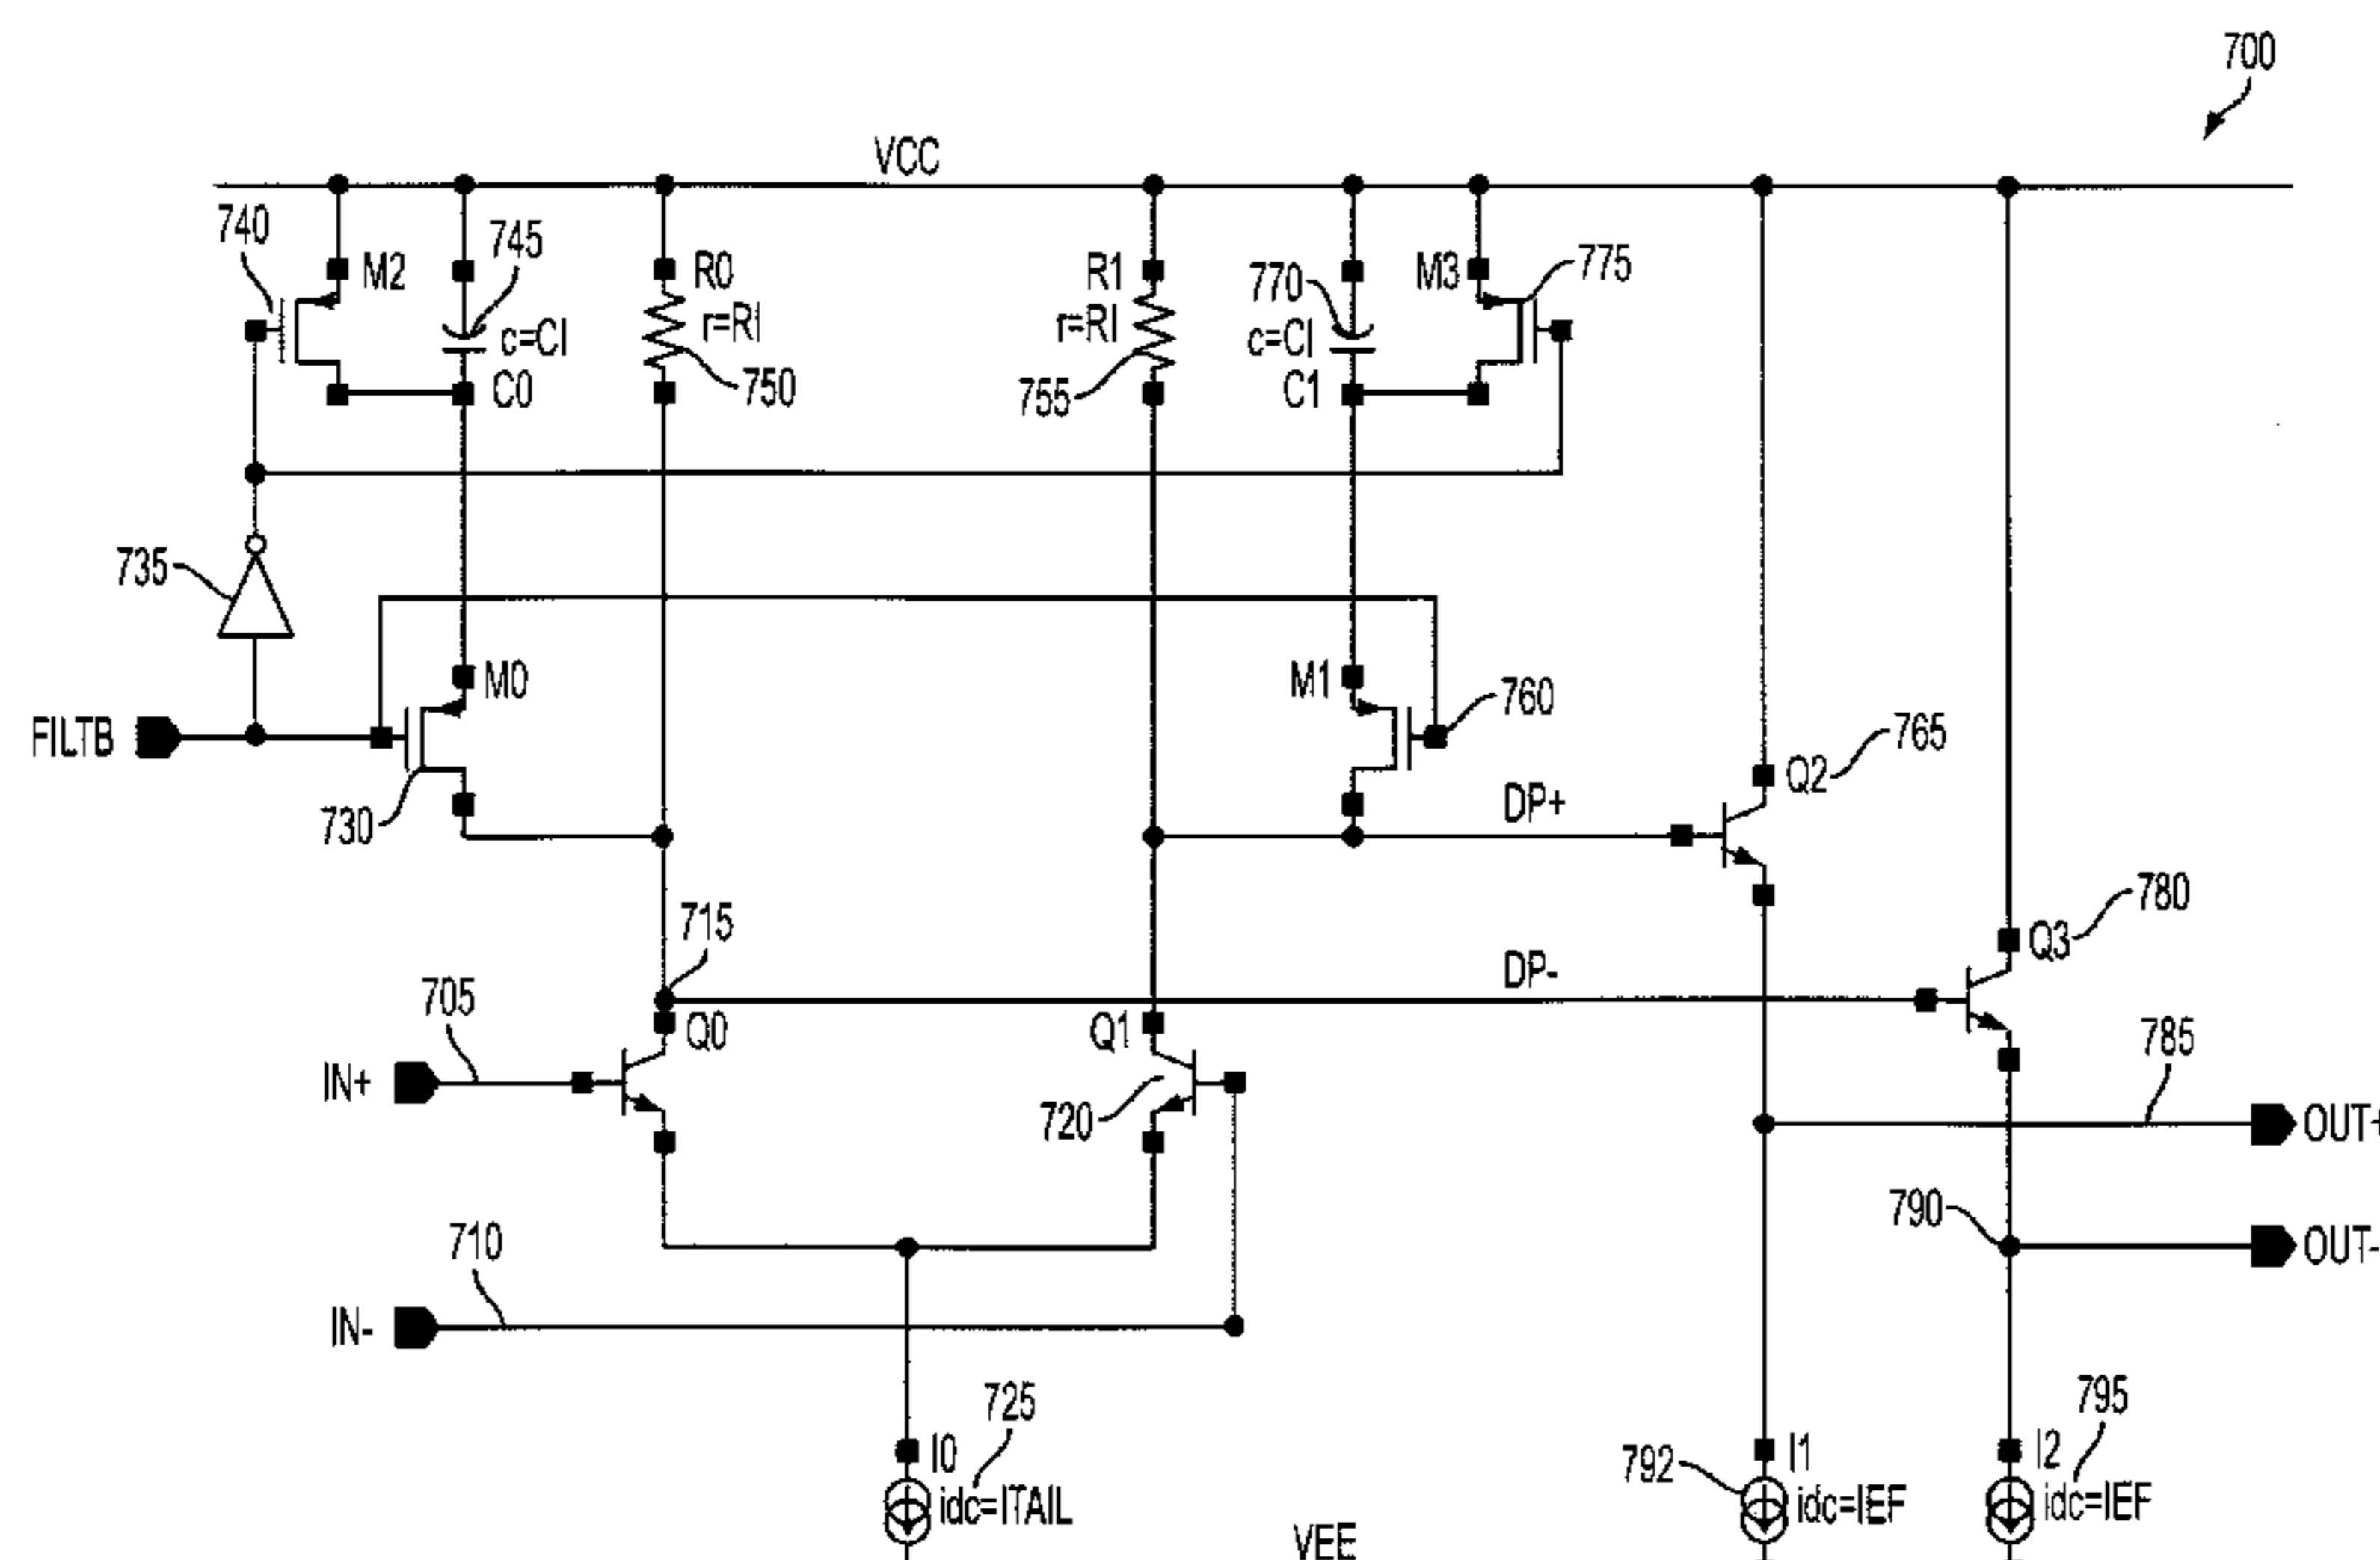 700
VCC
740
M2
745
R0
R1
770
M3
775
c=Cl
r=Rl
r=Rl
c=Cl
C0
750
755
C1
735
M0
M1
760
FILTB
765
730
DP+
Q2
715
780
705
DP-
Q3
Q0
Q1
785
IN+
720
OUT+
710
790
OUT-
IN-
725
795
I0
792
I1
I2
idc=ITAIL
idc=IEF
idc=IEF
VEE